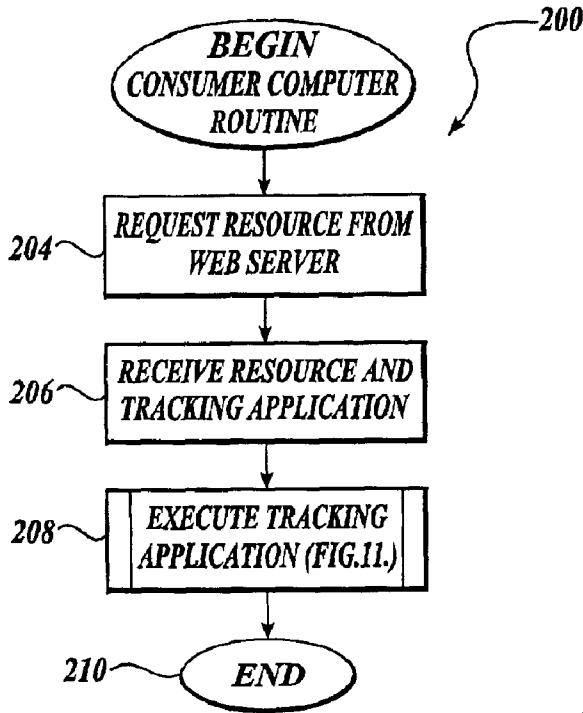 200
BEGIN
CONSUMER COMPUTER
ROUTINE
204
REQUEST RESOURCE FROM
WEB SERVER
206
RECEIVE RESOURCE AND
TRACKING APPLICATION
208
EXECUTE TRACKING
APPLICATION (FIG.11.)
210
END